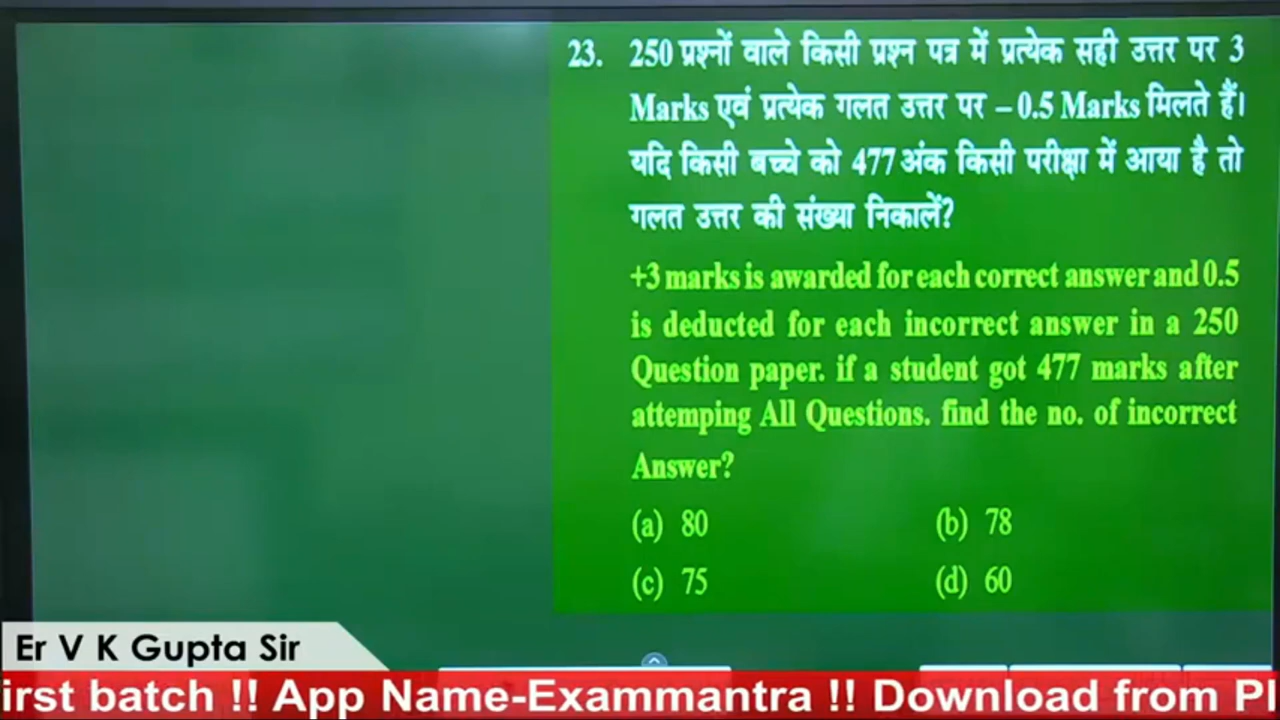 23. 250 प्रश्नों वाले किसी प्रश्न पत्र में प्रत्येक सही उत्तर पर 3
Marks एवं प्रत्येक गलत उत्तर पर – 0.5 Marks मिलते हैं।
यदि किसी बच्चे को 477 अंक किसी परीक्षा में आया है तो
गलत उत्तर की संख्या निकालें?
+3 marks is awarded for each correct answer and 0.5
is deducted for each incorrect answer in a 250
Question paper. if a student got 477 marks after
attemping All Questions. find the no. of incorrect
Answer?
(a) 80 (b) 78
(c) 75 (d) 60
Er V K Gupta Sir
irst batch !! App Name-Exammantra !! Download from Pl